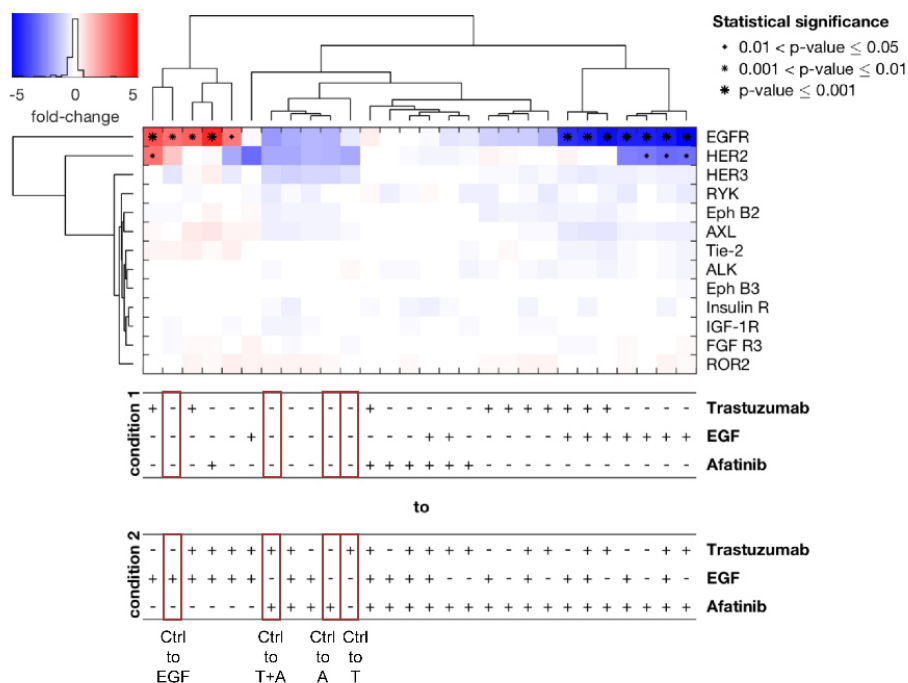 -5 0 5
fold-change
Statistical significance
0.01 < p-value ≤ 0.05
0.001 < p-value ≤ 0.01
p-value ≤ 0.001
EGFR
HER2
HER3
RYK
Eph B2
AXL
Tie-2
ALK
Eph B3
Insulin R
IGF-1R
FGF R3
ROR2
condition 1
+ - + - - - - - - - - + - - - - - + + + + + + + - - - - Trastuzumab
- - - - - + - - - - - - - - + + - - - - - + + + + + + + EGF
- - - + - - - - - - - + + + + + + - - - - - - - - - - - Afatinib
to
condition 2
Trastuzumab
EGF
- - - - - - + + + + - + + + + + + + + + + + + + + + + + Afatinib
Ctrl to EGF
Ctrl to T+A
Ctrl to A
Ctrl to T